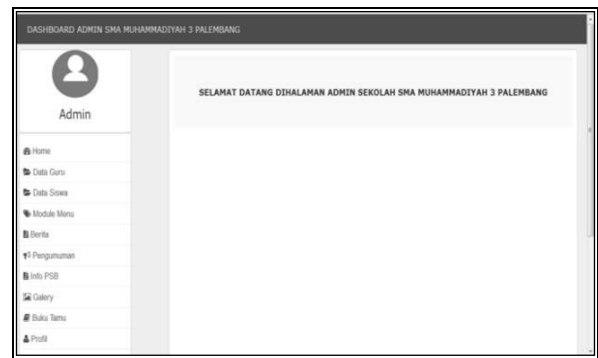 DASHBOARD ADMIN SMA MUHAMMADIYAH 3 PALEMBANG
Admin
SELAMAT DATANG DIHALAMAN ADMIN SEKOLAH SMA MUHAMMADIYAH 3 PALEMBANG
Home
Data Guru
Data Siswa
Module Menu
Berita
Pengumuman
Info PSB
Galery
Buku Tamu
Profil